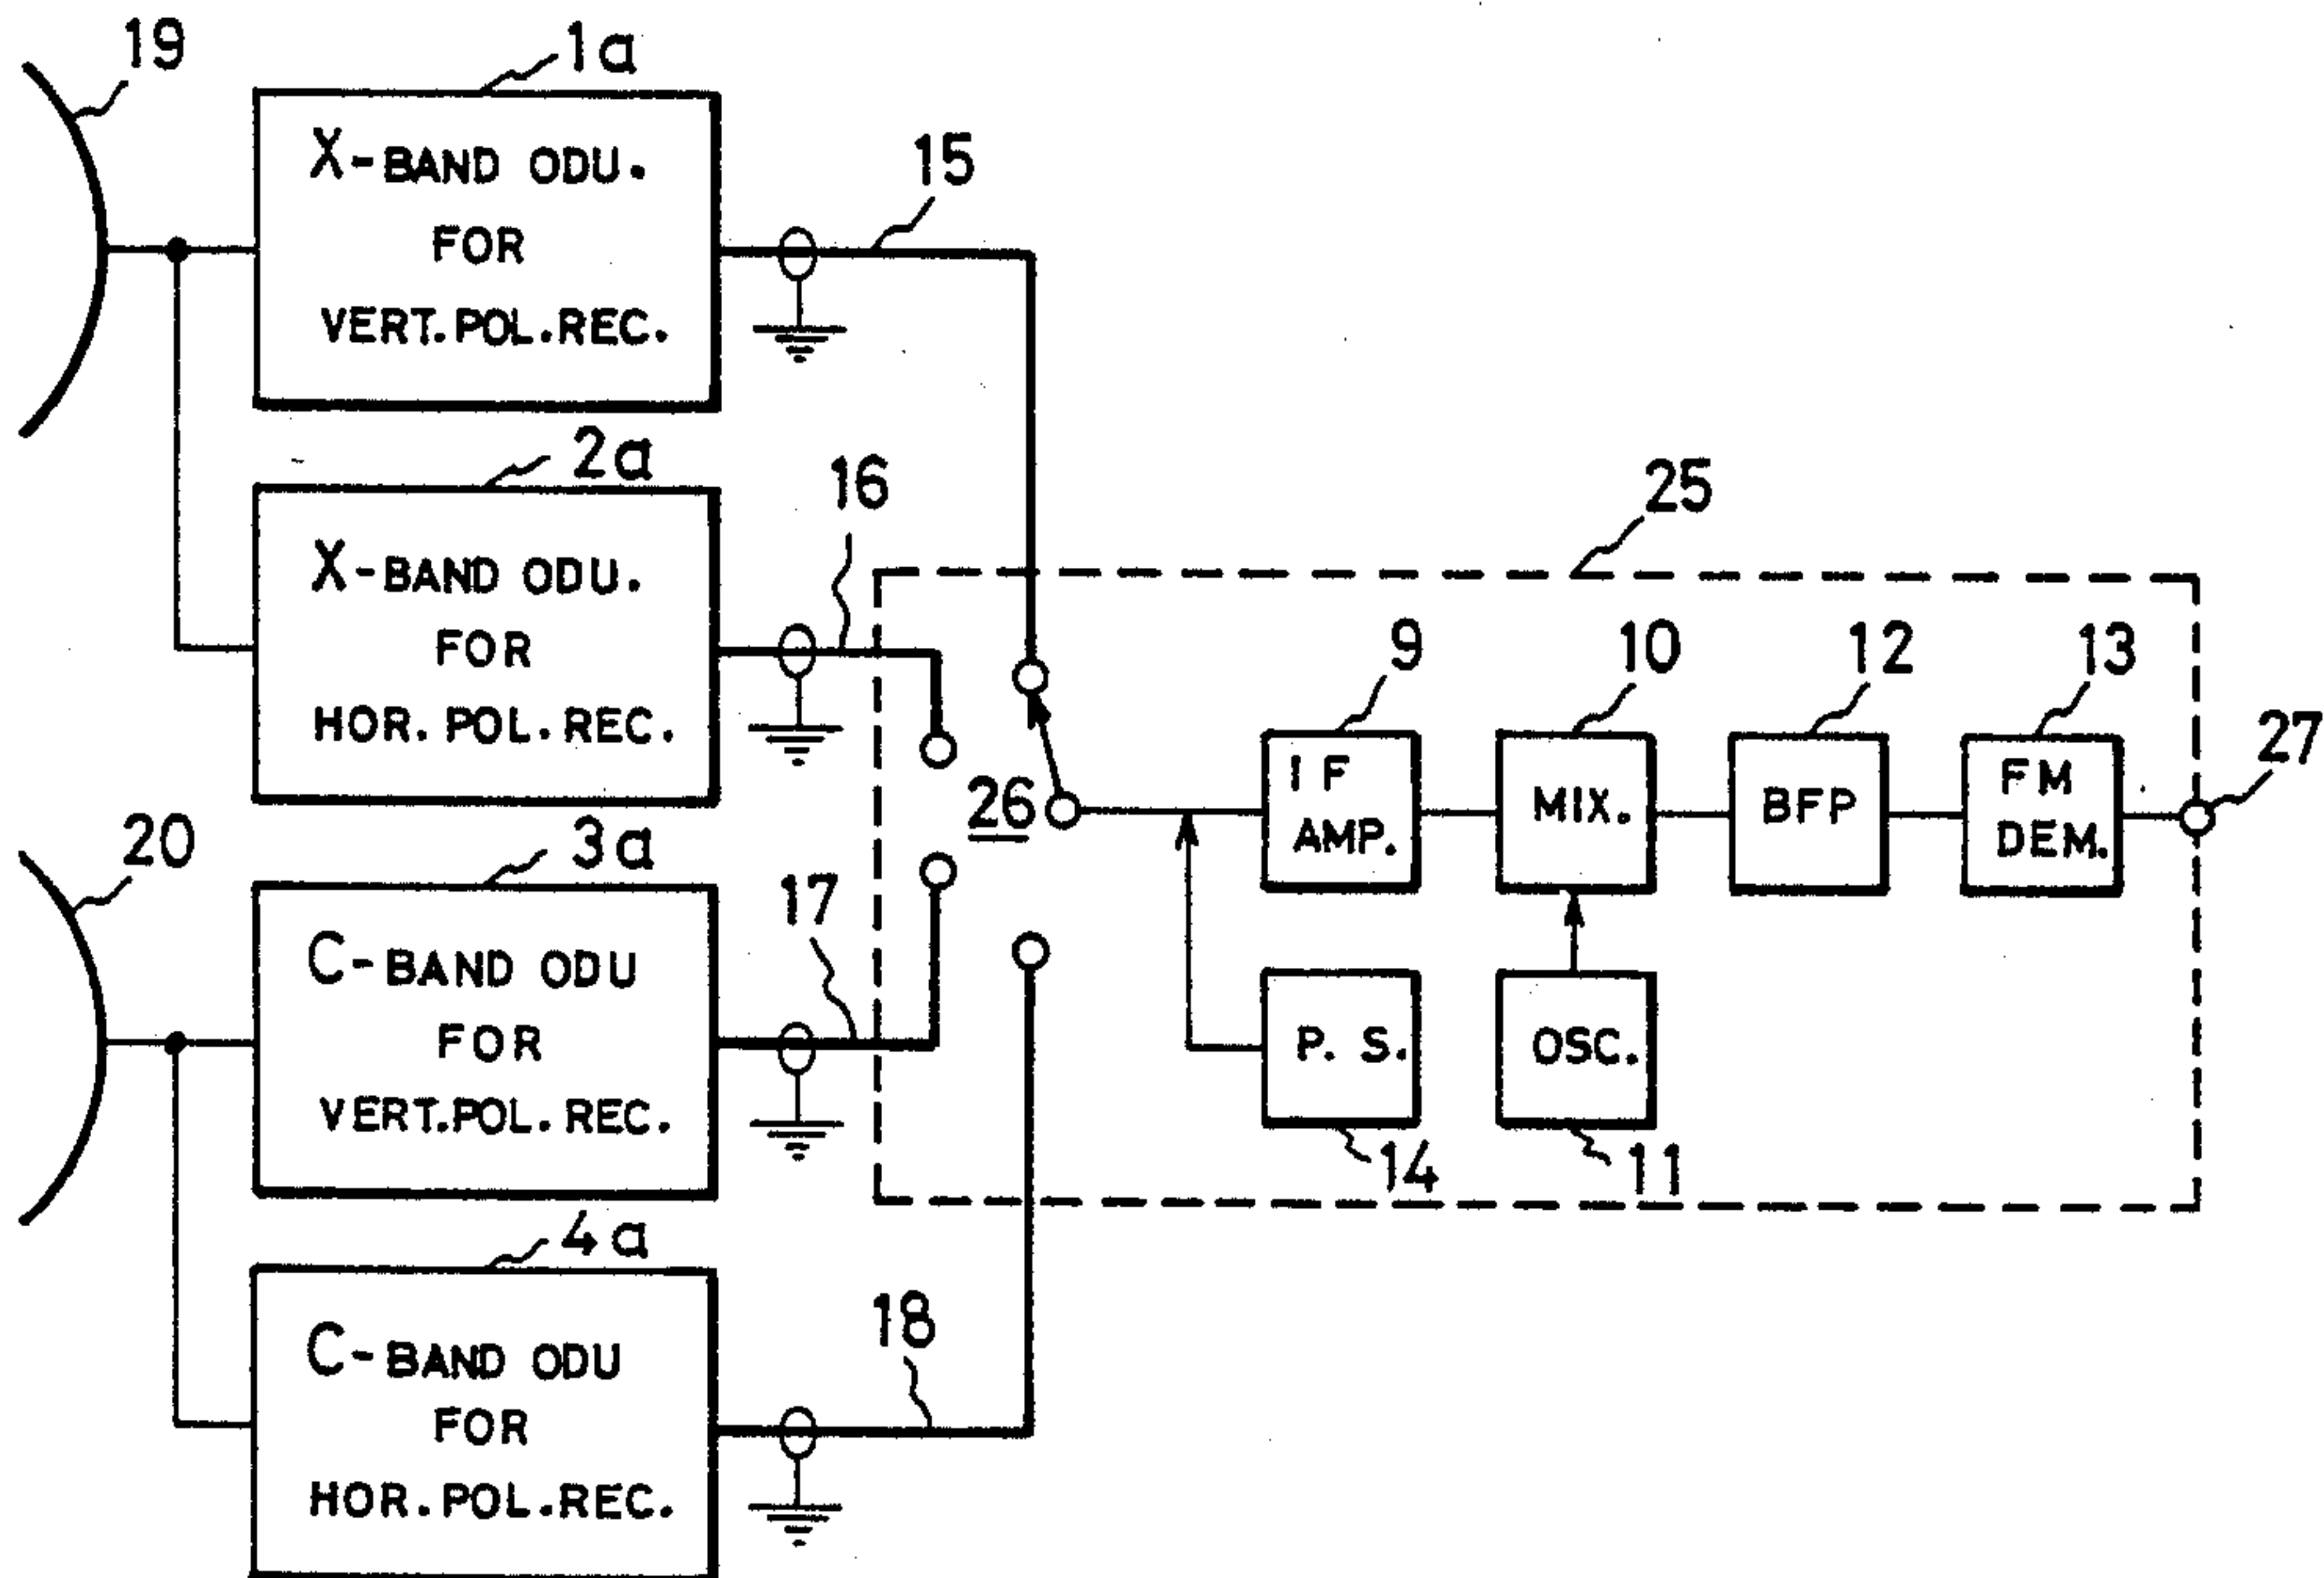 19
1a
X-BAND ODU.
FOR
VERT.POL.REC.
15
2a
X-BAND ODU.
FOR
HOR. POL. REC.
16
25
20
3a
C-BAND ODU
FOR
VERT.POL. REC.
17
26
9
IF
AMP.
10
MIX.
12
BFP
13
FM
DEM.
27
P. S.
14
OSC.
11
4a
C-BAND ODU
FOR
HOR. POL.REC.
18